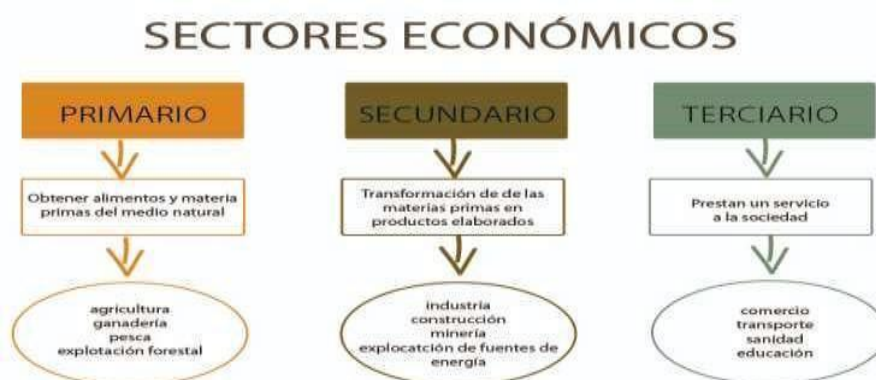 SECTORES ECONÓMICOS
PRIMARIO
Obtener alimentos y materia
primas del medio natural
agricultura
ganadería
pesca
explotación forestal
SECUNDARIO
Transformación de de las
materias primas en
productos elaborados
industria
construcción
minería
explocatción de fuentes de
energía
TERCIARIO
Prestan un servicio
a la sociedad
comercio
transporte
sanidad
educación